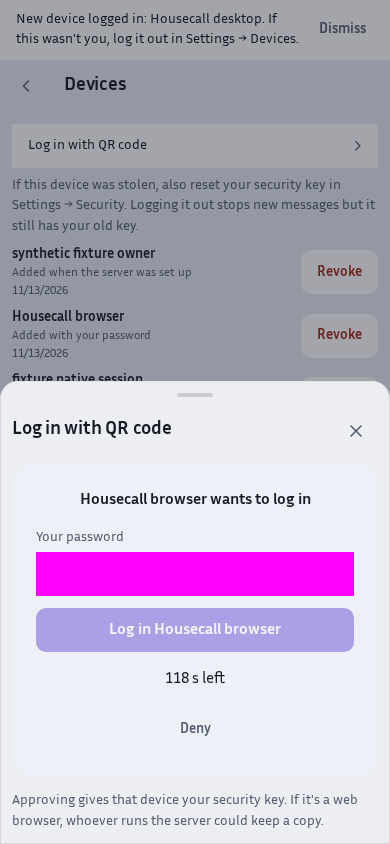 New device logged in: Housecall desktop. If
this wasn't you, log it out in Settings → Devices.
Dismiss
Devices
Log in with QR code
If this device was stolen, also reset your security key in
Settings → Security. Logging it out stops new messages but it
still has your old key.
synthetic fixture owner
Added when the server was set up
11/13/2026
Revoke
Housecall browser
Added with your password
11/13/2026
Revoke
fixture native session
Log in with QR code
Housecall browser wants to log in
Your password
Log in Housecall browser
118 s left
Deny
Approving gives that device your security key. If it's a web
browser, whoever runs the server could keep a copy.